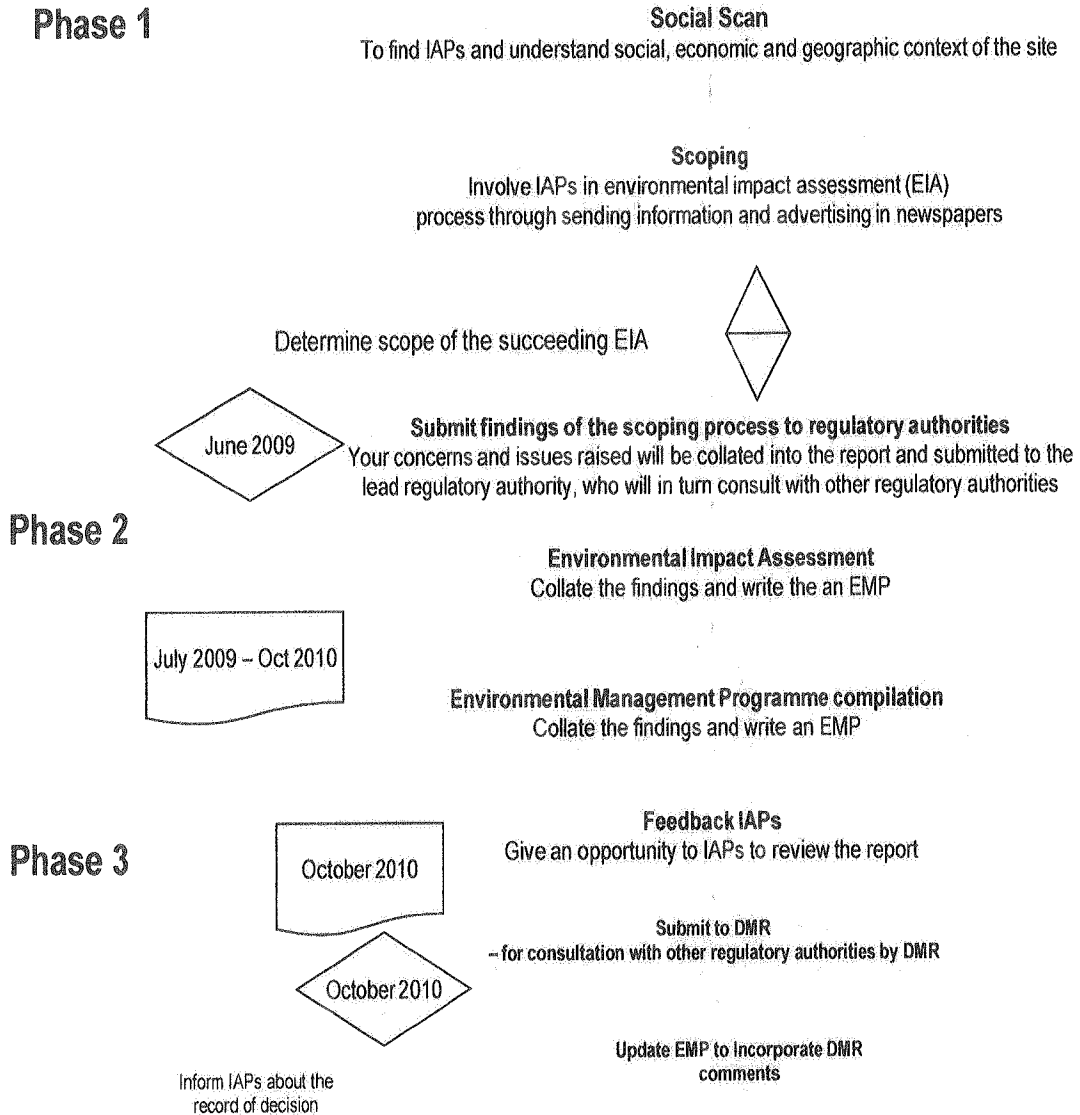 Phase 1
Social Scan
To find IAPs and understand social, economic and geographic context of the site
Scoping
Involve IAPs in environmental impact assessment (EIA)
process through sending information and advertising in newspapers
Determine scope of the succeeding EIA
June 2009
Submit findings of the scoping process to regulatory authorities
Your concerns and issues raised will be collated into the report and submitted to the
lead regulatory authority, who will in turn consult with other regulatory authorities
Phase 2
Environmental Impact Assessment
Collate the findings and write the an EMP
July 2009 – Oct 2010
Environmental Management Programme compilation
Collate the findings and write an EMP
Phase 3
October 2010
Feedback IAPs
Give an opportunity to IAPs to review the report
Submit to DMR
– for consultation with other regulatory authorities by DMR
October 2010
Update EMP to Incorporate DMR
comments
Inform IAPs about the
record of decision